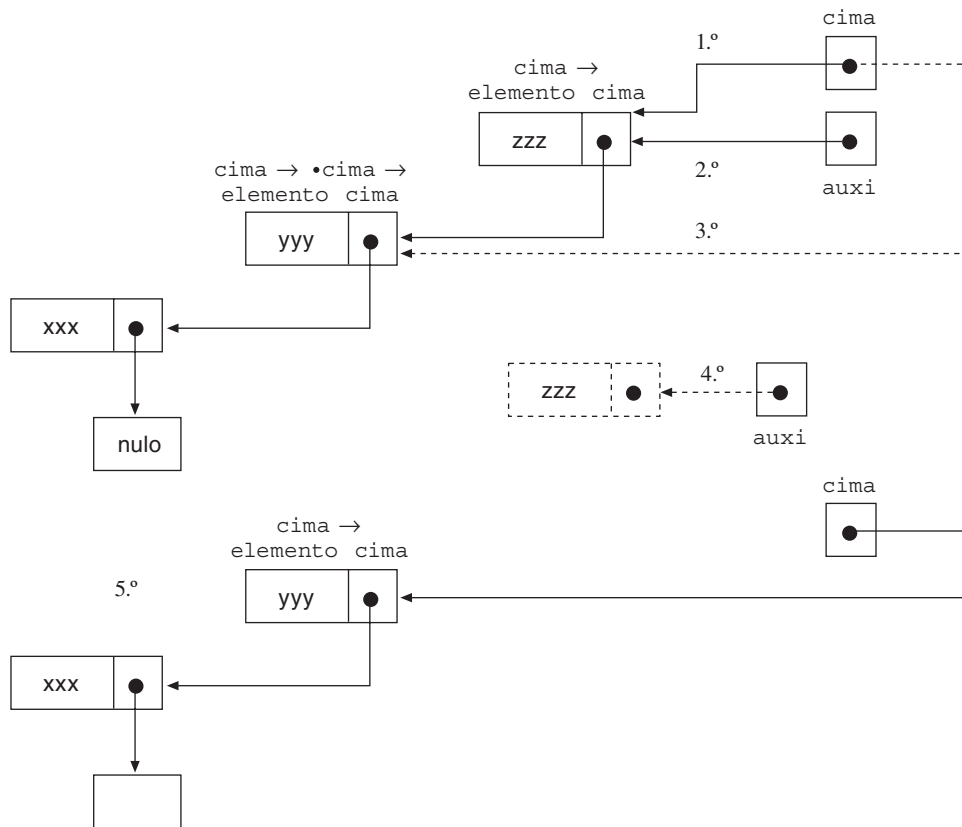 cima
1.º
cima →
elemento cima
zzz
2.º
auxi
cima → •cima →
elemento cima
yyy
3.º
xxx
zzz
4.º
auxi
nulo
cima
cima →
elemento cima
5.º
yyy
xxx